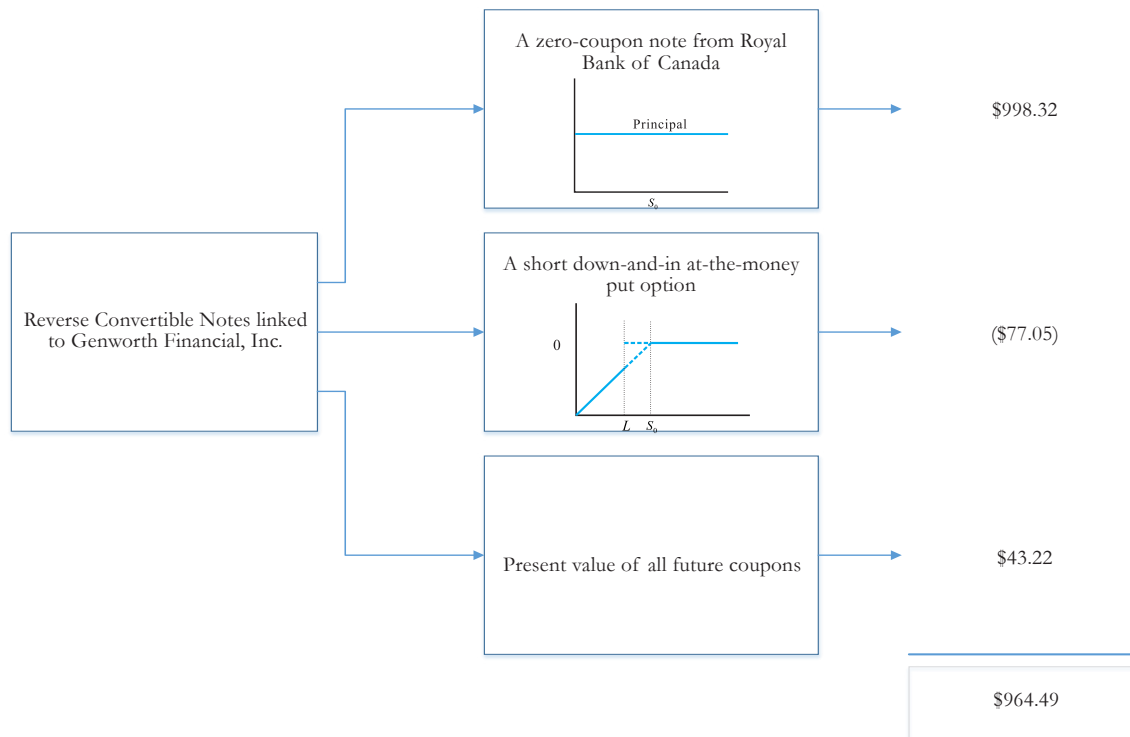 A zero-coupon note from Royal
Bank of Canada
Principal
S₀
$998.32
Reverse Convertible Notes linked
to Genworth Financial, Inc.
A short down-and-in at-the-money
put option
0
L S₀
($77.05)
Present value of all future coupons
$43.22
$964.49